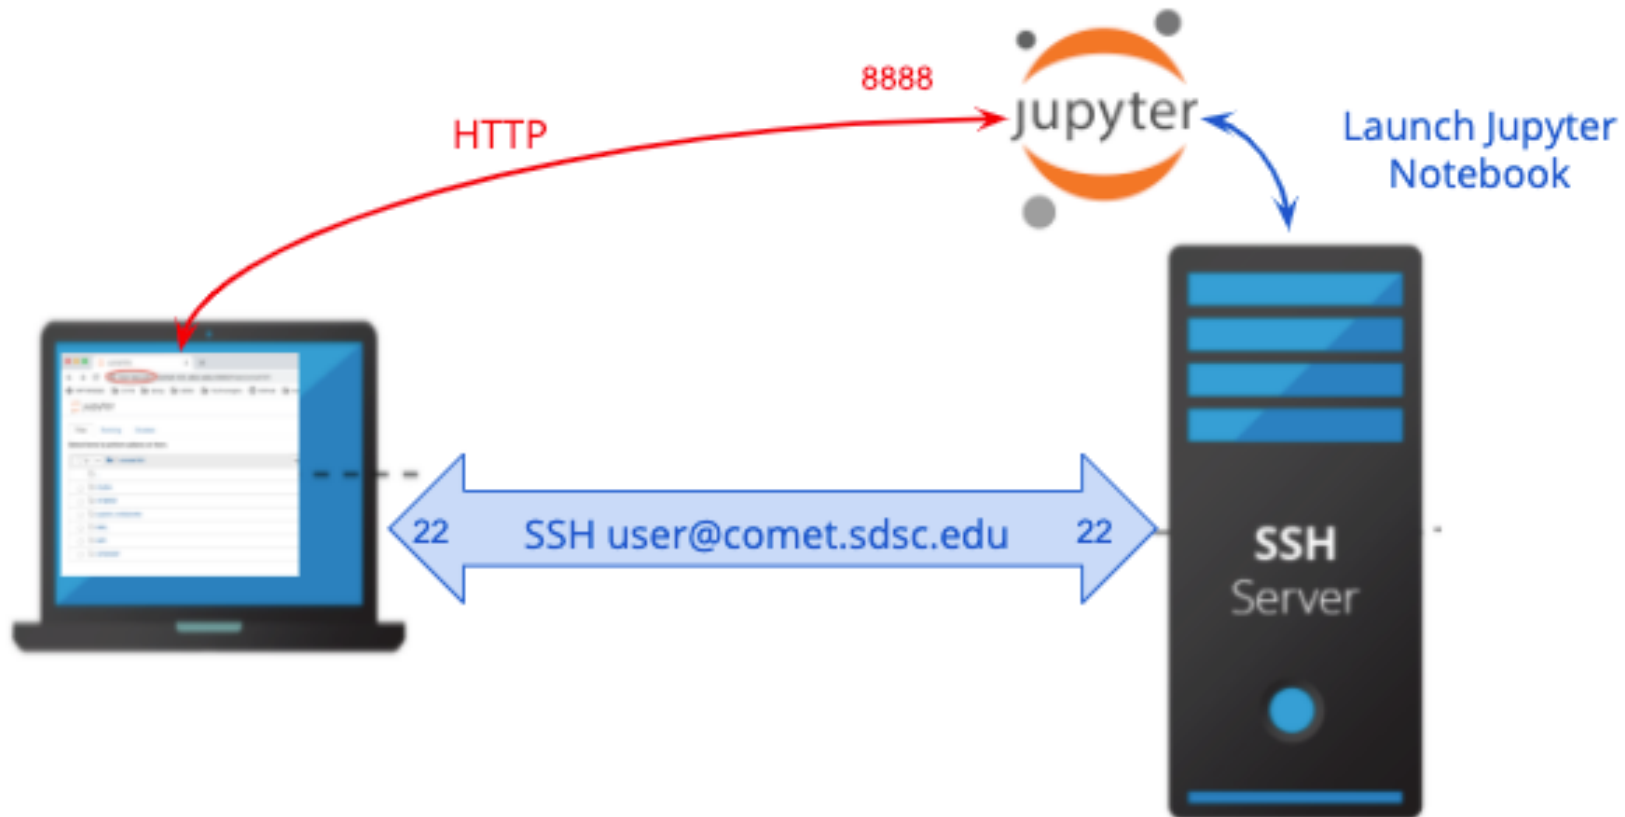 8888
HTTP
jupyter
Launch Jupyter
Notebook
22
SSH user@comet.sdsc.edu
22
SSH
Server